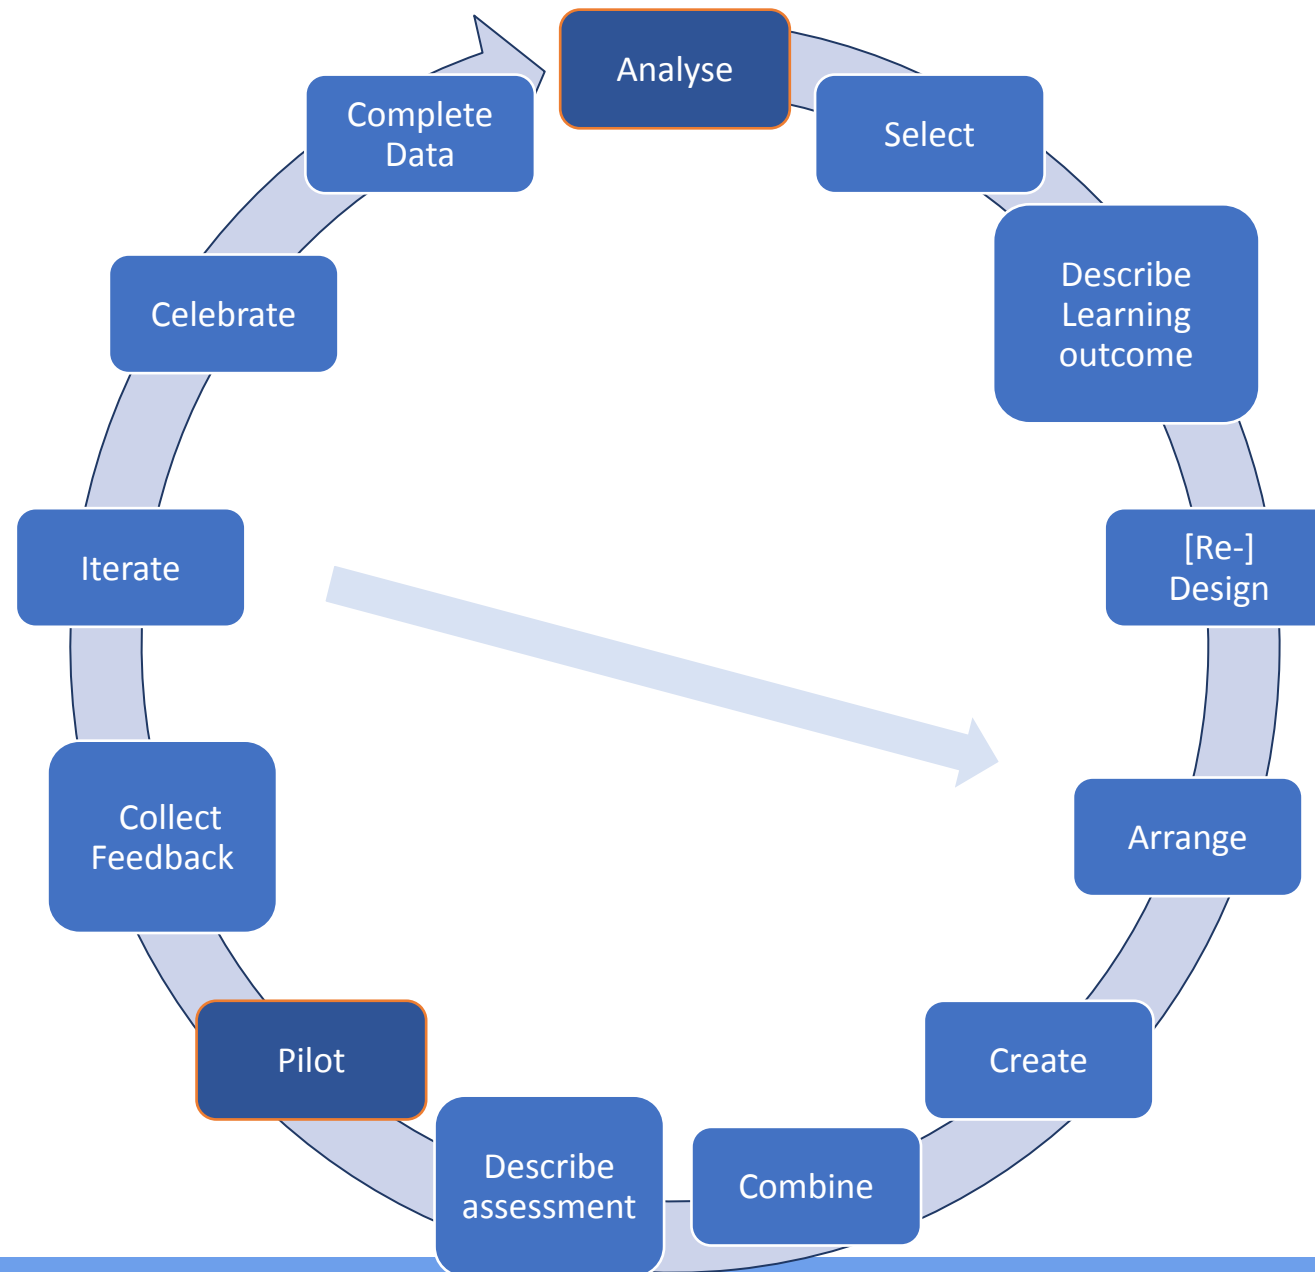 Analyse
Select
Describe
Learning
outcome
[Re-]
Design
Arrange
Create
Combine
Describe
assessment
Pilot
Collect
Feedback
Iterate
Celebrate
Complete
Data